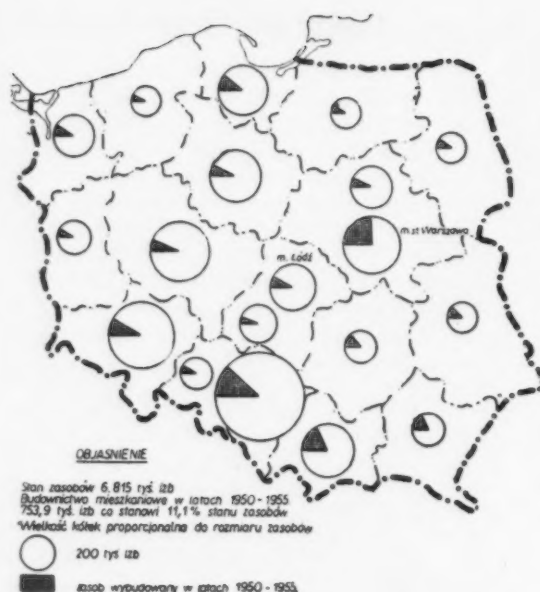 m. st. Warszawa
m. Łódź
OBJAŚNIENIE
Stan zasobów 6.815 tyś izb
Budownictwo mieszkaniowe w latach 1950-1955
753,9 tyś. izb co stanowi 11,1% stanu zasobów
Wielkość kółek proporcjonalna do rozmiaru zasobów
200 tyś izb
zasób wybudowany w latach 1950-1955